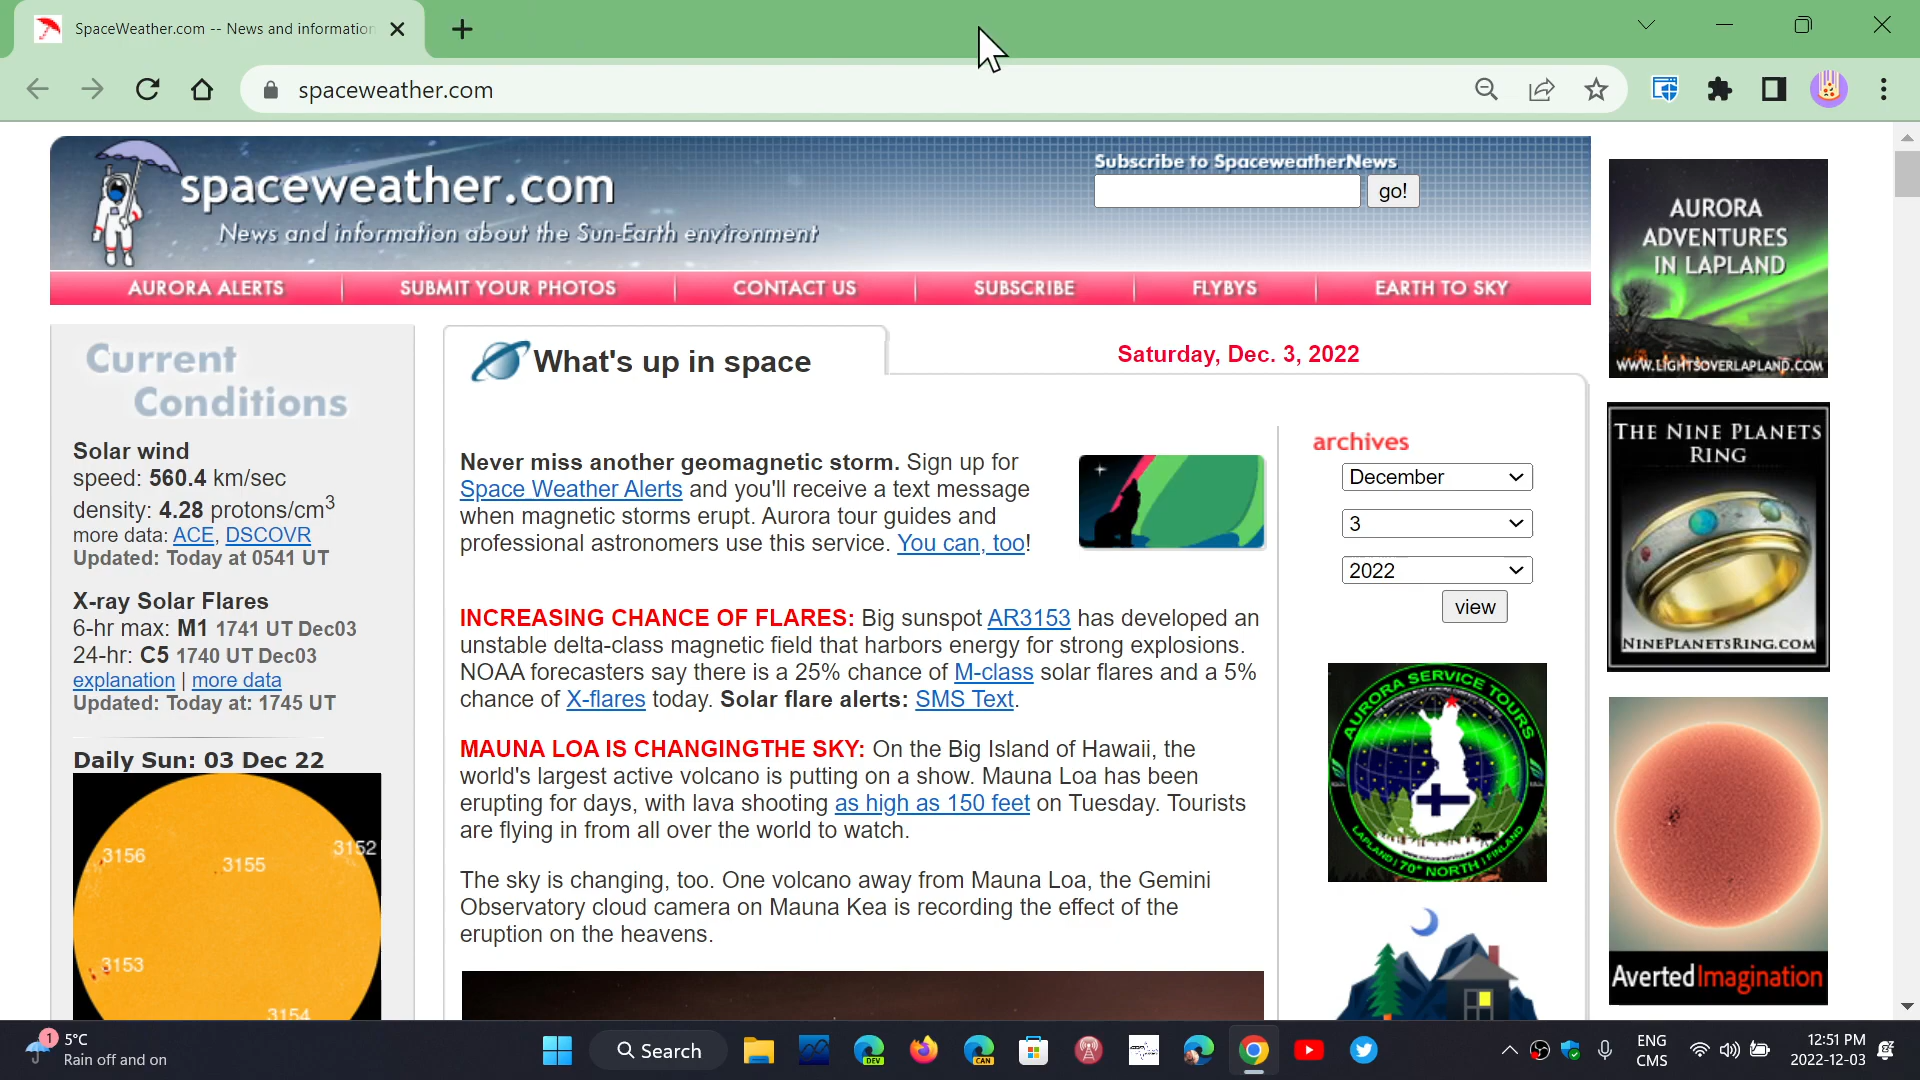 SpaceWeather.com -- News and information
spaceweather.com
spaceweather.com
News and information about the Sun-Earth environment
Subscribe to SpaceweatherNews
go!
AURORA ALERTS
SUBMIT YOUR PHOTOS
CONTACT US
SUBSCRIBE
FLYBYS
EARTH TO SKY
Current
Conditions
Solar wind
speed: 560.4 km/sec
density: 4.28 protons/cm3
more data: ACE, DSCOVR
Updated: Today at 0541 UT
X-ray Solar Flares
6-hr max: M1 1741 UT Dec03
24-hr: C5 1740 UT Dec03
explanation | more data
Updated: Today at: 1745 UT
Daily Sun: 03 Dec 22
3156
3155
3152
3153
3154
What's up in space
Saturday, Dec. 3, 2022
Never miss another geomagnetic storm. Sign up for
Space Weather Alerts and you'll receive a text message
when magnetic storms erupt. Aurora tour guides and
professional astronomers use this service. You can, too!
INCREASING CHANCE OF FLARES: Big sunspot AR3153 has developed an
unstable delta-class magnetic field that harbors energy for strong explosions.
NOAA forecasters say there is a 25% chance of M-class solar flares and a 5%
chance of X-flares today. Solar flare alerts: SMS Text.
MAUNA LOA IS CHANGINGTHE SKY: On the Big Island of Hawaii, the
world's largest active volcano is putting on a show. Mauna Loa has been
erupting for days, with lava shooting as high as 150 feet on Tuesday. Tourists
are flying in from all over the world to watch.
The sky is changing, too. One volcano away from Mauna Loa, the Gemini
Observatory cloud camera on Mauna Kea is recording the effect of the
eruption on the heavens.
archives
December
3
2022
view
AURORA SERVICE TOURS
LAPLAND | 70° NORTH | FINLAND
AURORA
ADVENTURES
IN LAPLAND
WWW.LIGHTSOVERLAPLAND.COM
THE NINE PLANETS
RING
NINEPLANETSRING.COM
AvertedImagination
1
5°C
Rain off and on
Search
DEV
CAN
ENG
CMS
12:51 PM
2022-12-03